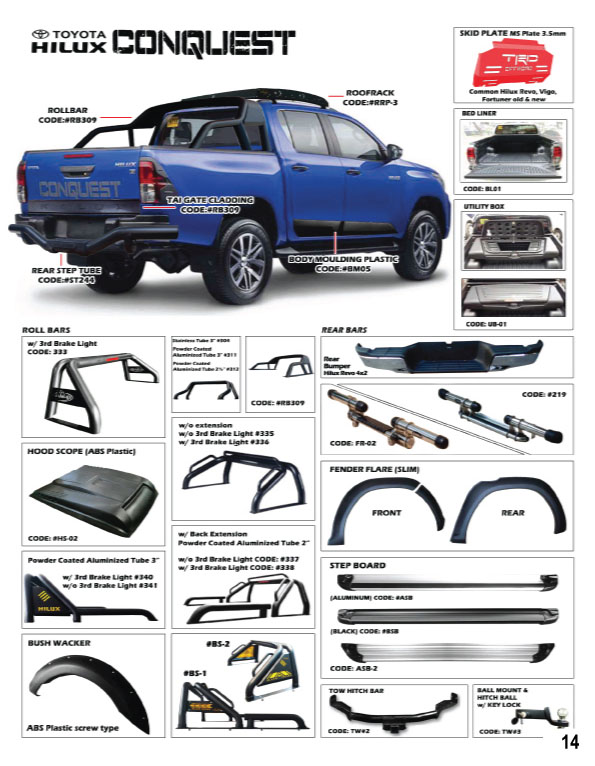 TOYOTA
HILUX CONQUEST
SKID PLATE MS Plate 3.5mm
TRD
Common Hilux Revo, Vigo,
Fortuner old & new
ROOFRACK
CODE:#RRP-3
ROLLBAR
CODE:#RB309
BED LINER
CODE: BL01
HILUX
CONQUEST
TAI GATE CLADDING
CODE:#RB309
UTILITY BOX
BODY MOULDING PLASTIC
CODE:#BM05
REAR STEP TUBE
CODE:#ST244
UB-01
ROLL BARS
w/ 3rd Brake Light
CODE: 333
Stainless Tube 3" #004
Powder Coated
Aluminized Tube 3" #311
Powder Coated
Aluminized Tube 2½" #312
CODE: #RB309
REAR BARS
Rear
Bumper
Hilux Revo 4x2
CODE: #219
CODE: FR-02
w/o extension
w/o 3rd Brake Light #335
w/ 3rd Brake Light #336
HOOD SCOPE (ABS Plastic)
CODE: #HS-02
FENDER FLARE (SLIM)
FRONT
REAR
w/ Back Extension
Powder Coated Aluminized Tube 2"
w/o 3rd Brake Light CODE: #337
w/ 3rd Brake Light CODE: #338
Powder Coated Aluminized Tube 3"
w/ 3rd Brake Light #340
w/o 3rd Brake Light #341
HILUX
STEP BOARD
(ALUMINUM) CODE: #ASB
(BLACK) CODE: #BSB
CODE: ASB-2
BUSH WACKER
ABS Plastic screw type
#BS-2
#BS-1
TOW HITCH BAR
CODE: TW#2
BALL MOUNT &
HITCH BALL
w/ KEY LOCK
CODE: TW#3
14